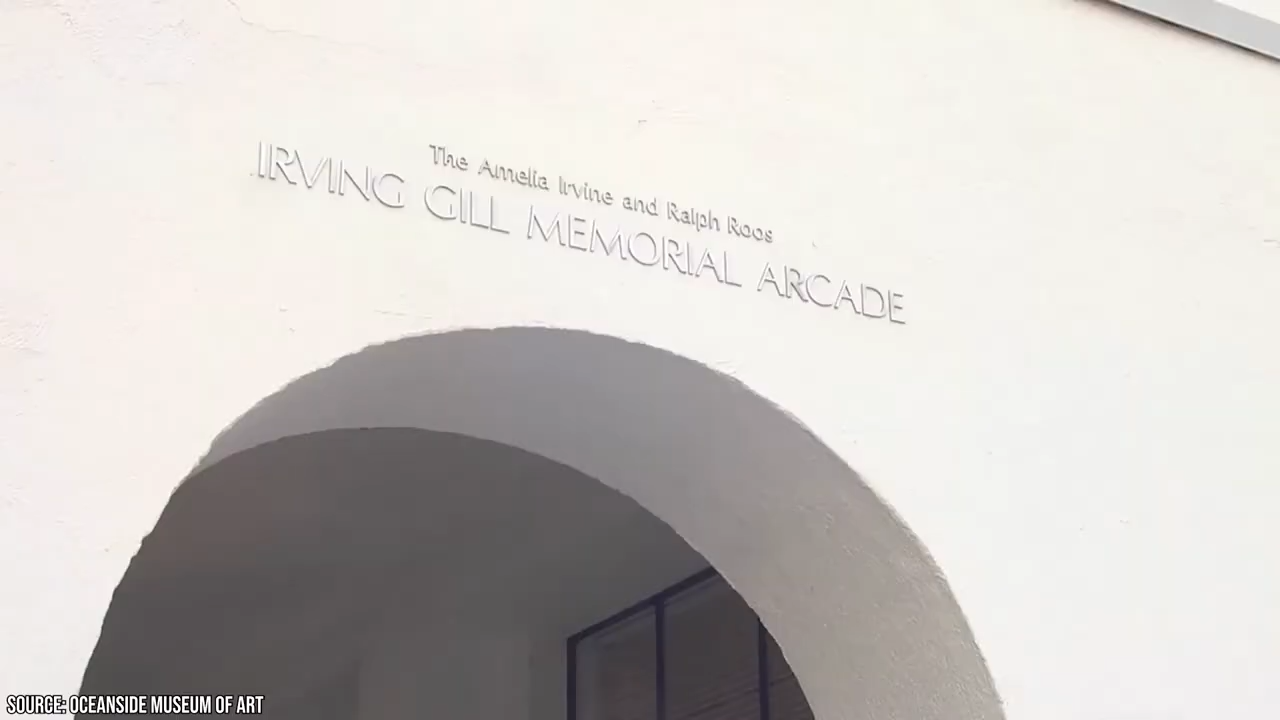 The Amelia Irvine and Ralph Roos
IRVING GILL MEMORIAL ARCADE
SOURCE: OCEANSIDE MUSEUM OF ART